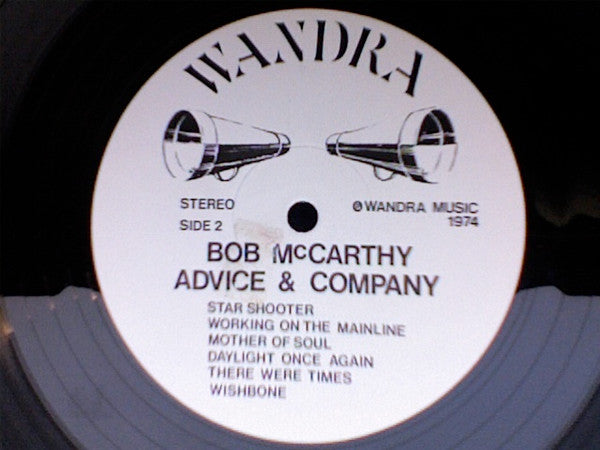 WANDRA
STEREO
SIDE 2
℗ WANDRA MUSIC
1974
BOB McCARTHY
ADVICE & COMPANY
STAR SHOOTER
WORKING ON THE MAINLINE
MOTHER OF SOUL
DAYLIGHT ONCE AGAIN
THERE WERE TIMES
WISHBONE